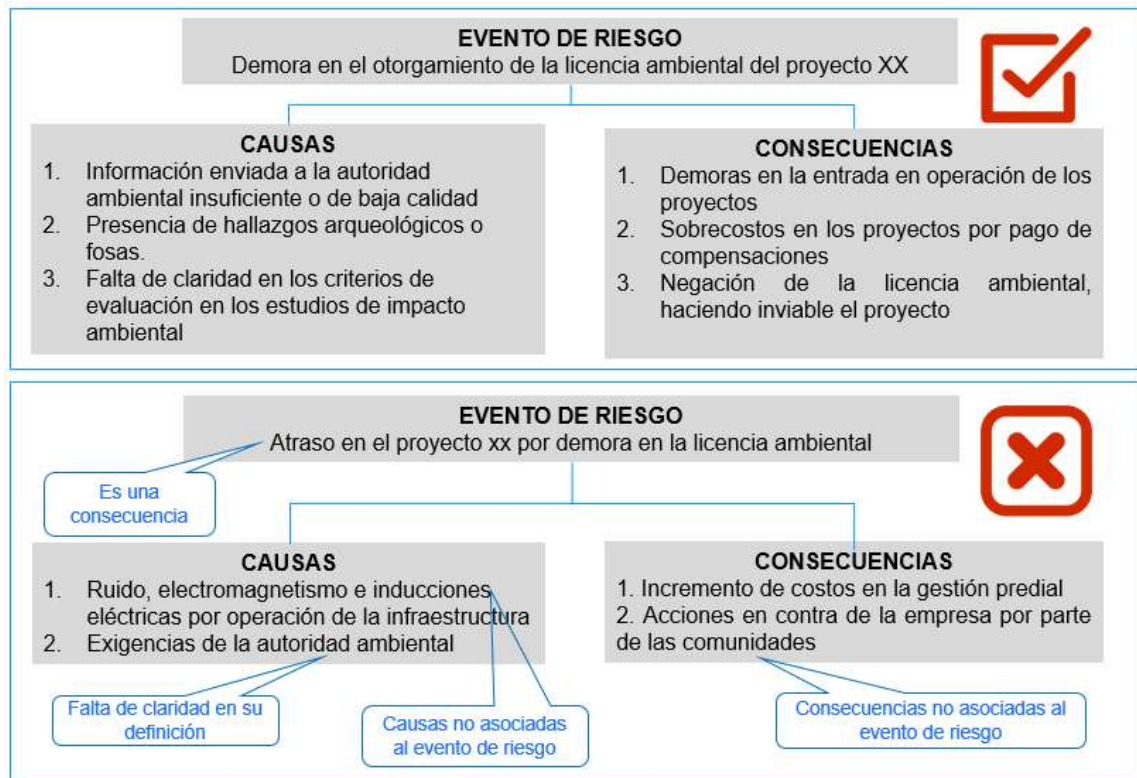 EVENTO DE RIESGO
Demora en el otorgamiento de la licencia ambiental del proyecto XX
CAUSAS
1. Información enviada a la autoridad
ambiental insuficiente o de baja calidad
2. Presencia de hallazgos arqueológicos o
fosas.
3. Falta de claridad en los criterios de
evaluación en los estudios de impacto
ambiental
CONSECUENCIAS
1. Demoras en la entrada en operación de los
proyectos
2. Sobrecostos en los proyectos por pago de
compensaciones
3. Negación de la licencia ambiental,
haciendo inviable el proyecto
EVENTO DE RIESGO
Atraso en el proyecto xx por demora en la licencia ambiental
Es una
consecuencia
CAUSAS
1. Ruido, electromagnetismo e inducciones
eléctricas por operación de la infraestructura
2. Exigencias de la autoridad ambiental
CONSECUENCIAS
1. Incremento de costos en la gestión predial
2. Acciones en contra de la empresa por parte
de las comunidades
Falta de claridad en su
definición
Causas no asociadas
al evento de riesgo
Consecuencias no asociadas al
evento de riesgo